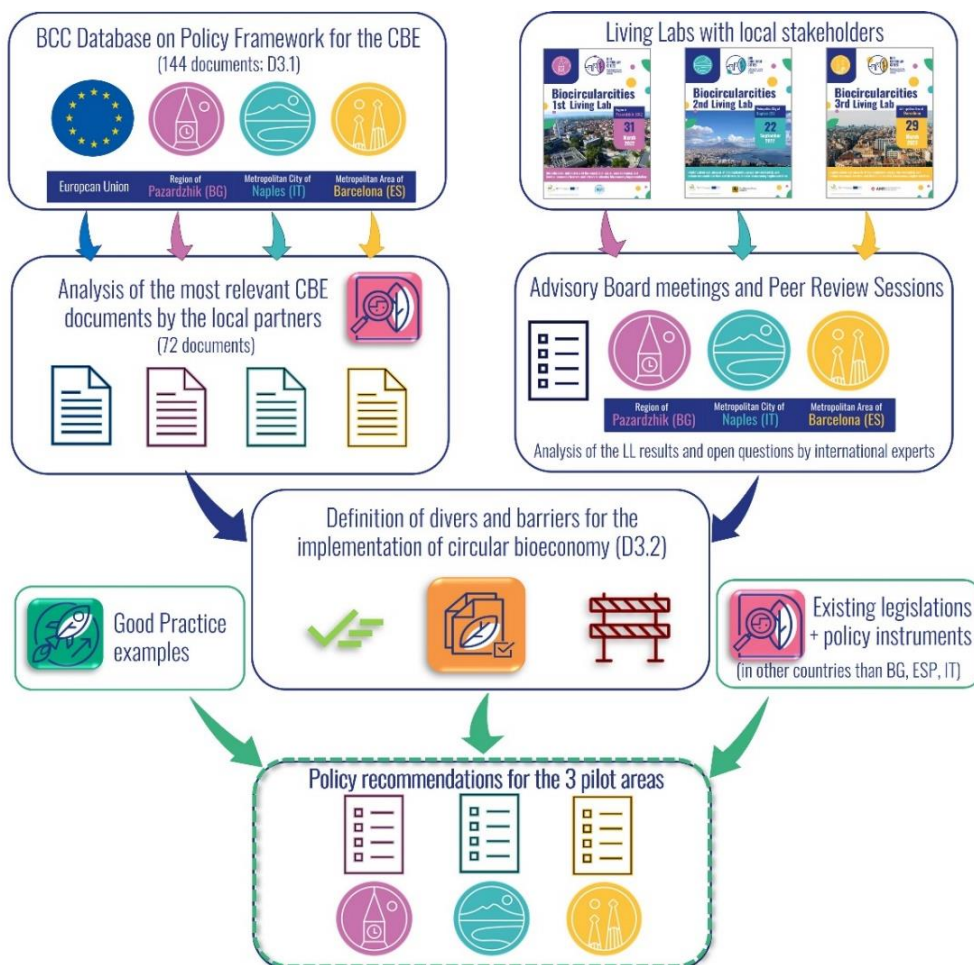 BCC Database on Policy Framework for the CBE
(144 documents; D3.1)
European Union
Region of
Pazardzhik (BG)
Metropolitan City of
Naples (IT)
Metropolitan Area of
Barcelona (ES)
Living Labs with local stakeholders
Biocircularcities
1st Living Lab
31
March
Biocircularcities
2nd Living Lab
22
September
Biocircularcities
3rd Living Lab
29
March
Analysis of the most relevant CBE
documents by the local partners
(72 documents)
Advisory Board meetings and Peer Review Sessions
Region of
Pazardzhik (BG)
Metropolitan City of
Naples (IT)
Metropolitan Area of
Barcelona (ES)
Analysis of the LL results and open questions by international experts
Definition of divers and barriers for the
implementation of circular bioeconomy (D3.2)
Good Practice
examples
Existing legislations
+ policy instruments
(in other countries than BG, ESP, IT)
Policy recommendations for the 3 pilot areas